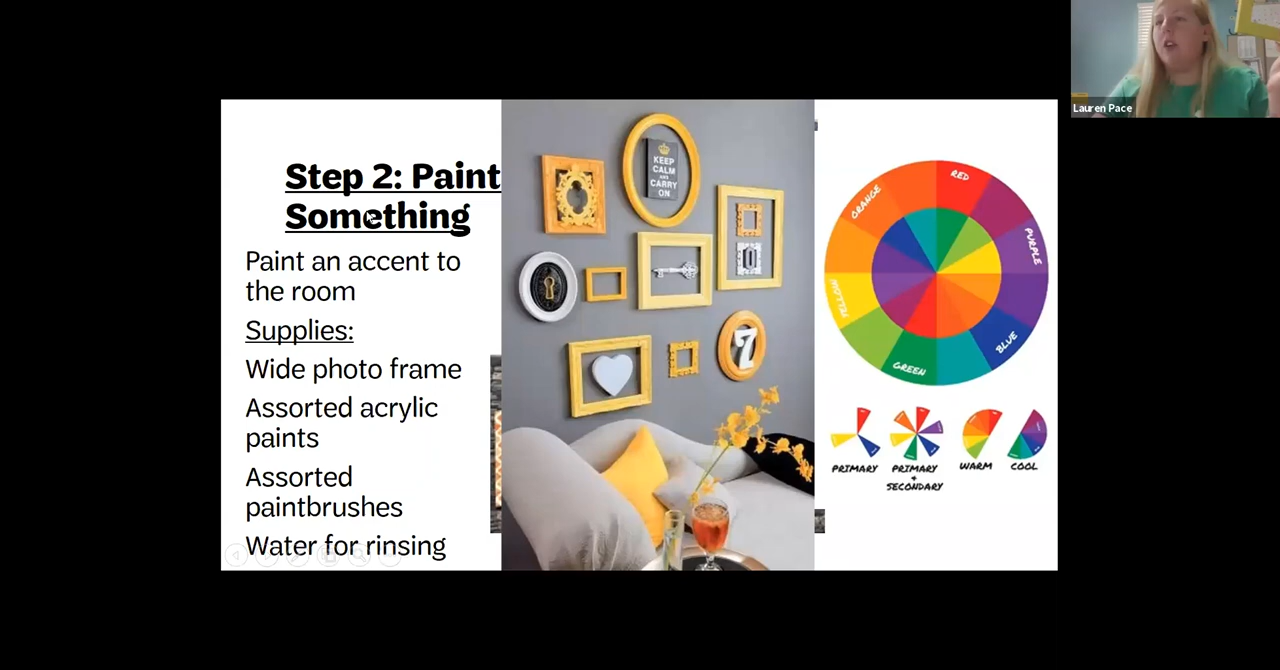 Lauren Pace
Step 2: Paint
Something
Paint an accent to
the room
Supplies:
Wide photo frame
Assorted acrylic
paints
Assorted
paintbrushes
Water for rinsing
KEEP
CALM
AND
CARRY
ON
7
RED
ORANGE
PURPLE
YELLOW
BLUE
GREEN
PRIMARY
PRIMARY
+
SECONDARY
WARM
COOL